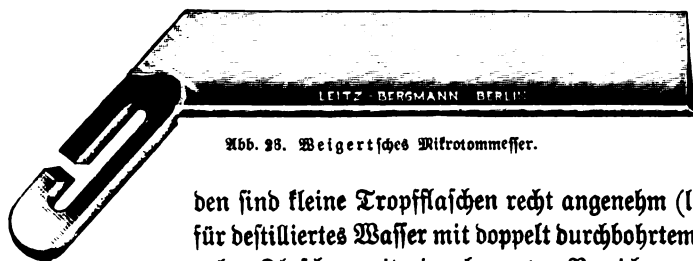 LEITZ-BERGMANN BERLIN
Abb. 28. Weigertsches Mikrotommesser.
den sind kleine Tropfflaschen recht angenehm (l
für destilliertes Wasser mit doppelt durchbohrtem